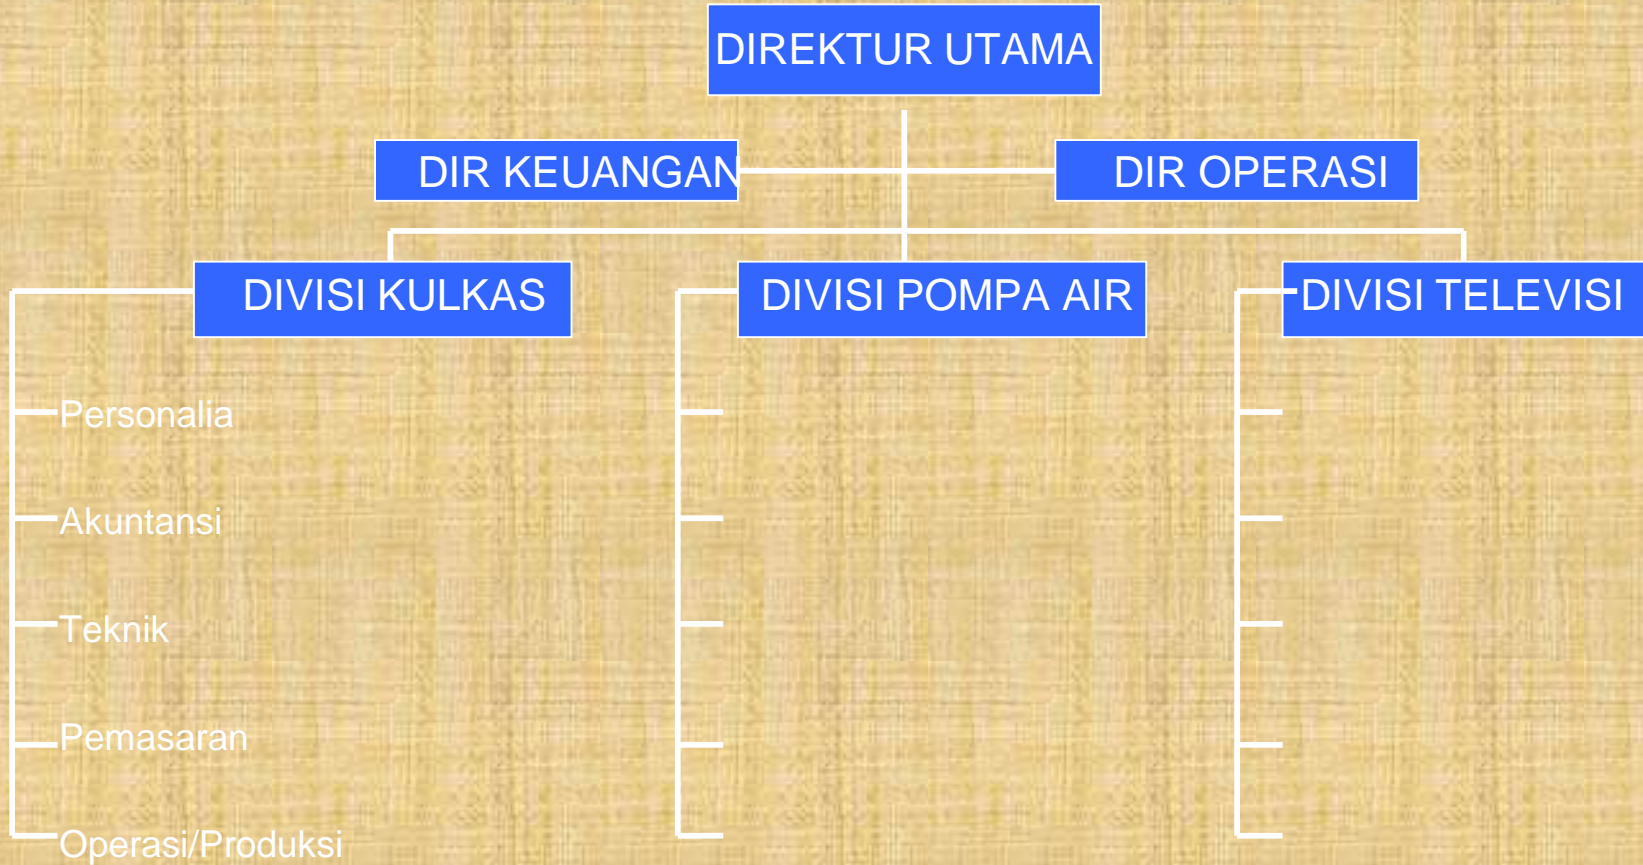 DIREKTUR UTAMA
DIR KEUANGAN
DIR OPERASI
DIVISI KULKAS
DIVISI POMPA AIR
DIVISI TELEVISI
Personalia
Akuntansi
Teknik
Pemasaran
Operasi/Produksi